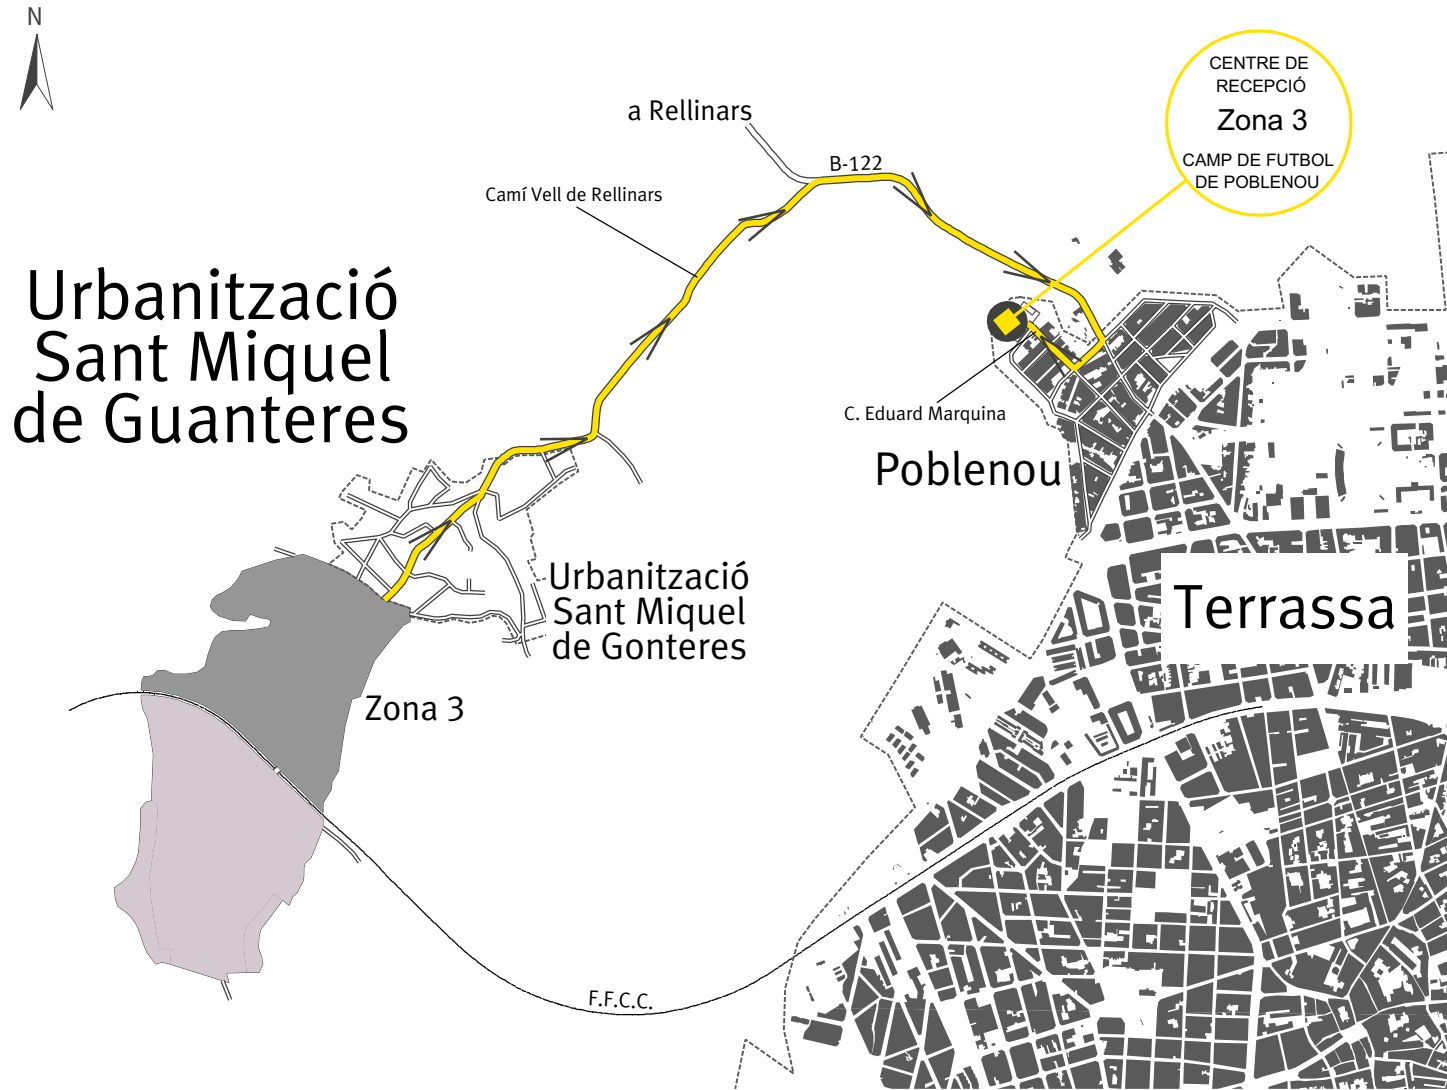 N
CENTRE DE
RECEPCIÓ
Zona 3
CAMP DE FUTBOL
DE POBLENOU
a Rellinars
B-122
Camí Vell de Rellinars
Urbanització
Sant Miquel
de Guanteres
C. Eduard Marquina
Poblenou
Urbanització
Sant Miquel
de Gonteres
Terrassa
Zona 3
F.F.C.C.